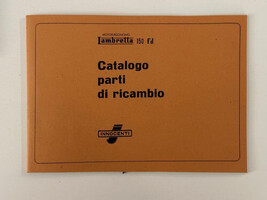 Lambretta
Catalogo
parti
di ricambio
INNOCENTI